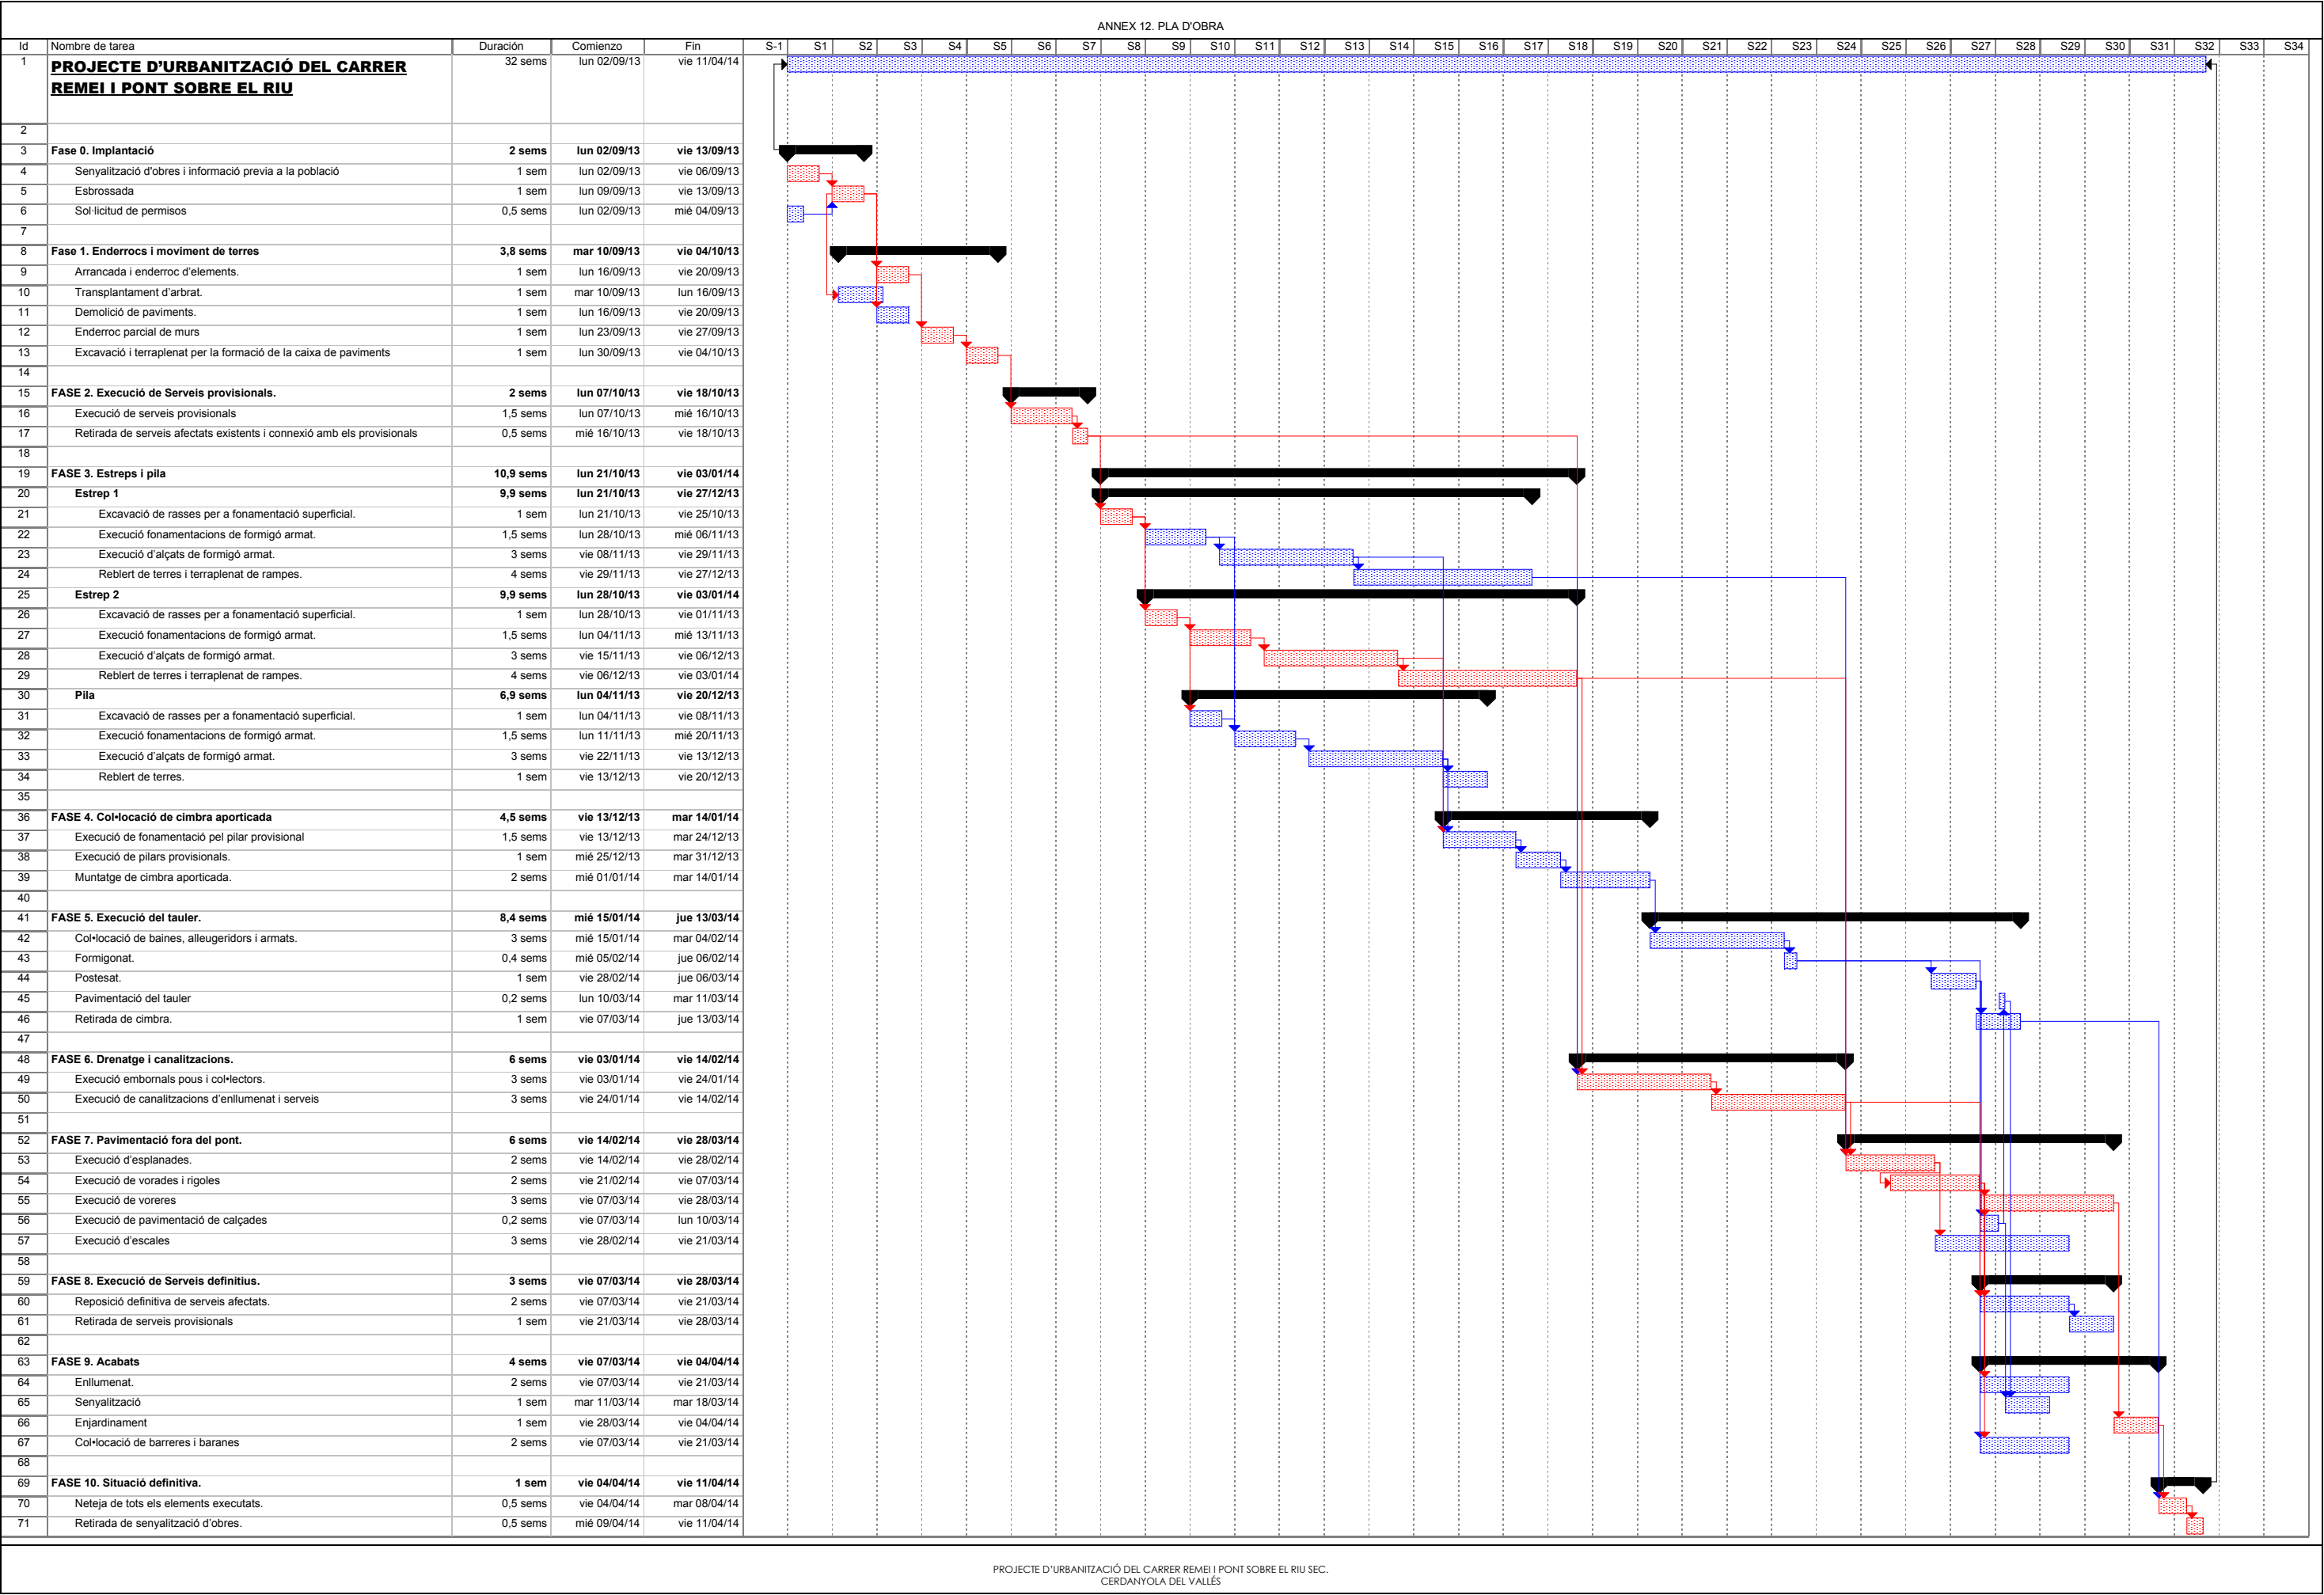 ANNEX 12. PLA D'OBRA
Id Nombre de tarea Duración Comienzo Fin S-1 S1 S2 S3 S4 S5 S6 S7 S8 S9 S10 S11 S12 S13 S14 S15 S16 S17 S18 S19 S20 S21 S22 S23 S24 S25 S26 S27 S28 S29 S30 S31 S32 S33 S34
1 PROJECTE D'URBANITZACIÓ DEL CARRER 32 sems lun 02/09/13 vie 11/04/14
REMEI I PONT SOBRE EL RIU
2
3 Fase 0. Implantació 2 sems lun 02/09/13 vie 13/09/13
4 Senyalització d'obres i informació previa a la població 1 sem lun 02/09/13 vie 06/09/13
5 Esbrossada 1 sem lun 09/09/13 vie 13/09/13
6 Sol·licitud de permisos 0,5 sems lun 02/09/13 mié 04/09/13
7
8 Fase 1. Enderrocs i moviment de terres 3,8 sems mar 10/09/13 vie 04/10/13
9 Arrancada i enderroc d'elements. 1 sem lun 16/09/13 vie 20/09/13
10 Transplantament d'arbrat. 1 sem mar 10/09/13 lun 16/09/13
11 Demolició de paviments. 1 sem lun 16/09/13 vie 20/09/13
12 Enderroc parcial de murs 1 sem lun 23/09/13 vie 27/09/13
13 Excavació i terraplenat per la formació de la caixa de paviments 1 sem lun 30/09/13 vie 04/10/13
14
15 FASE 2. Execució de Serveis provisionals. 2 sems lun 07/10/13 vie 18/10/13
16 Execució de serveis provisionals 1,5 sems lun 07/10/13 mié 16/10/13
17 Retirada de serveis afectats existents i connexió amb els provisionals 0,5 sems mié 16/10/13 vie 18/10/13
18
19 FASE 3. Estreps i pila 10,9 sems lun 21/10/13 vie 03/01/14
20 Estrep 1 9,9 sems lun 21/10/13 vie 27/12/13
21 Excavació de rasses per a fonamentació superficial. 1 sem lun 21/10/13 vie 25/10/13
22 Execució fonamentacions de formigó armat. 1,5 sems lun 28/10/13 mié 06/11/13
23 Execució d'alçats de formigó armat. 3 sems vie 08/11/13 vie 29/11/13
24 Reblert de terres i terraplenat de rampes. 4 sems vie 29/11/13 vie 27/12/13
25 Estrep 2 9,9 sems lun 28/10/13 vie 03/01/14
26 Excavació de rasses per a fonamentació superficial. 1 sem lun 28/10/13 vie 01/11/13
27 Execució fonamentacions de formigó armat. 1,5 sems lun 04/11/13 mié 13/11/13
28 Execució d'alçats de formigó armat. 3 sems vie 15/11/13 vie 06/12/13
29 Reblert de terres i terraplenat de rampes. 4 sems vie 06/12/13 vie 03/01/14
30 Pila 6,9 sems lun 04/11/13 vie 20/12/13
31 Excavació de rasses per a fonamentació superficial. 1 sem lun 04/11/13 vie 08/11/13
32 Execució fonamentacions de formigó armat. 1,5 sems lun 11/11/13 mié 20/11/13
33 Execució d'alçats de formigó armat. 3 sems vie 22/11/13 vie 13/12/13
34 Reblert de terres. 1 sem vie 13/12/13 vie 20/12/13
35
36 FASE 4. Col•locació de cimbra aporticada 4,5 sems vie 13/12/13 mar 14/01/14
37 Execució de fonamentació pel pilar provisional 1,5 sems vie 13/12/13 mar 24/12/13
38 Execució de pilars provisionals. 1 sem mié 25/12/13 mar 31/12/13
39 Muntatge de cimbra aporticada. 2 sems mié 01/01/14 mar 14/01/14
40
41 FASE 5. Execució del tauler. 8,4 sems mié 15/01/14 jue 13/03/14
42 Col•locació de baines, alleugeridors i armats. 3 sems mié 15/01/14 mar 04/02/14
43 Formigonat. 0,4 sems mié 05/02/14 jue 06/02/14
44 Postesat. 1 sem vie 28/02/14 jue 06/03/14
45 Pavimentació del tauler 0,2 sems lun 10/03/14 mar 11/03/14
46 Retirada de cimbra. 1 sem vie 07/03/14 jue 13/03/14
47
48 FASE 6. Drenatge i canalitzacions. 6 sems vie 03/01/14 vie 14/02/14
49 Execució embornals pous i col•lectors. 3 sems vie 03/01/14 vie 24/01/14
50 Execució de canalitzacions d'enllumenat i serveis 3 sems vie 24/01/14 vie 14/02/14
51
52 FASE 7. Pavimentació fora del pont. 6 sems vie 14/02/14 vie 28/03/14
53 Execució d'esplanades. 2 sems vie 14/02/14 vie 28/02/14
54 Execució de vorades i rigoles 2 sems vie 21/02/14 vie 07/03/14
55 Execució de voreres 3 sems vie 07/03/14 vie 28/03/14
56 Execució de pavimentació de calçades 0,2 sems vie 07/03/14 lun 10/03/14
57 Execució d'escales 3 sems vie 28/02/14 vie 21/03/14
58
59 FASE 8. Execució de Serveis definitius. 3 sems vie 07/03/14 vie 28/03/14
60 Reposició definitiva de serveis afectats. 2 sems vie 07/03/14 vie 21/03/14
61 Retirada de serveis provisionals 1 sem vie 21/03/14 vie 28/03/14
62
63 FASE 9. Acabats 4 sems vie 07/03/14 vie 04/04/14
64 Enllumenat. 2 sems vie 07/03/14 vie 21/03/14
65 Senyalització 1 sem mar 11/03/14 mar 18/03/14
66 Enjardinament 1 sem vie 28/03/14 vie 04/04/14
67 Col•locació de barreres i baranes 2 sems vie 07/03/14 vie 21/03/14
68
69 FASE 10. Situació definitiva. 1 sem vie 04/04/14 vie 11/04/14
70 Neteja de tots els elements executats. 0,5 sems vie 04/04/14 mar 08/04/14
71 Retirada de senyalització d'obres. 0,5 sems mié 09/04/14 vie 11/04/14
PROJECTE D'URBANITZACIÓ DEL CARRER REMEI I PONT SOBRE EL RIU SEC.
CERDANYOLA DEL VALLÉS